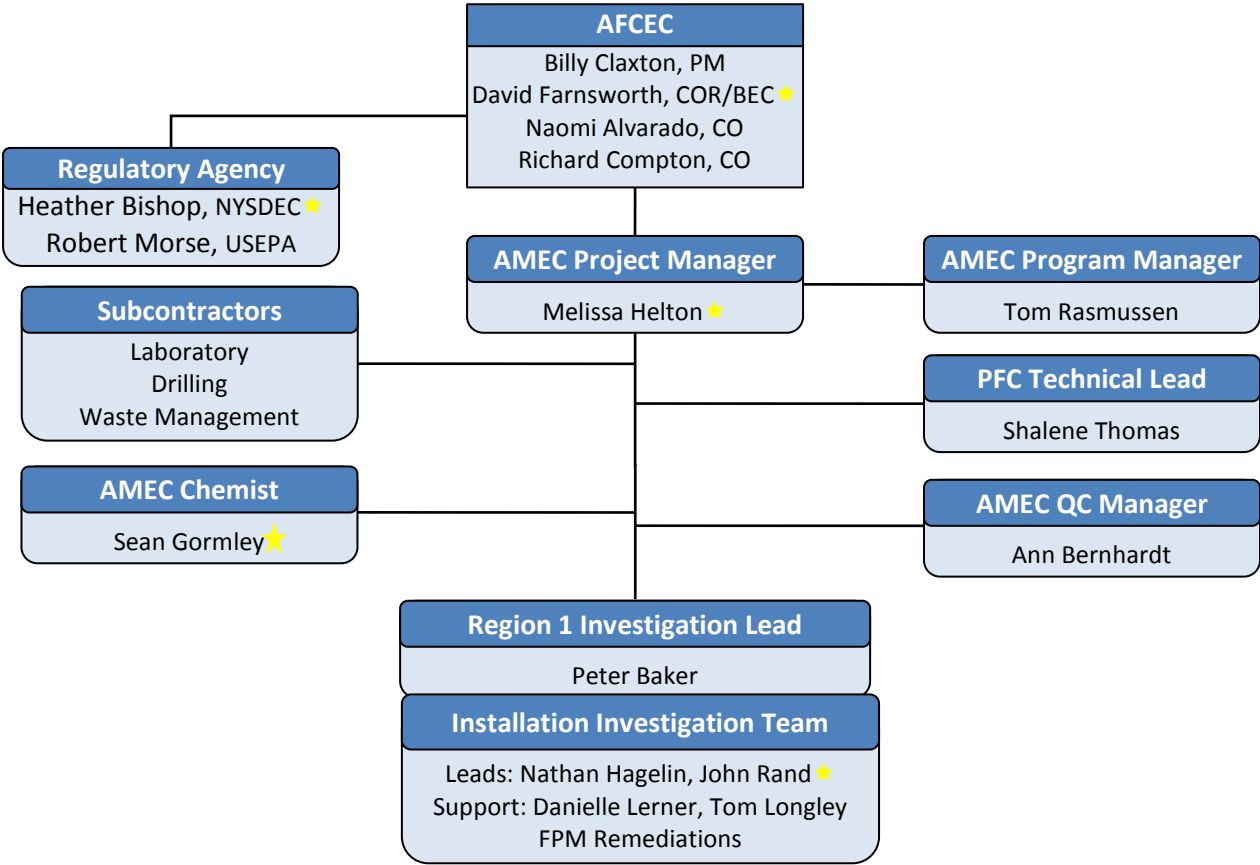 AFCEC
Billy Claxton, PM
David Farnsworth, COR/BEC
Naomi Alvarado, CO
Richard Compton, CO
Regulatory Agency
Heather Bishop, NYSDEC
Robert Morse, USEPA
AMEC Project Manager
Melissa Helton
AMEC Program Manager
Tom Rasmussen
Subcontractors
Laboratory
Drilling
Waste Management
PFC Technical Lead
Shalene Thomas
AMEC Chemist
Sean Gormley
AMEC QC Manager
Ann Bernhardt
Region 1 Investigation Lead
Peter Baker
Installation Investigation Team
Leads: Nathan Hagelin, John Rand
Support: Danielle Lerner, Tom Longley
FPM Remediations